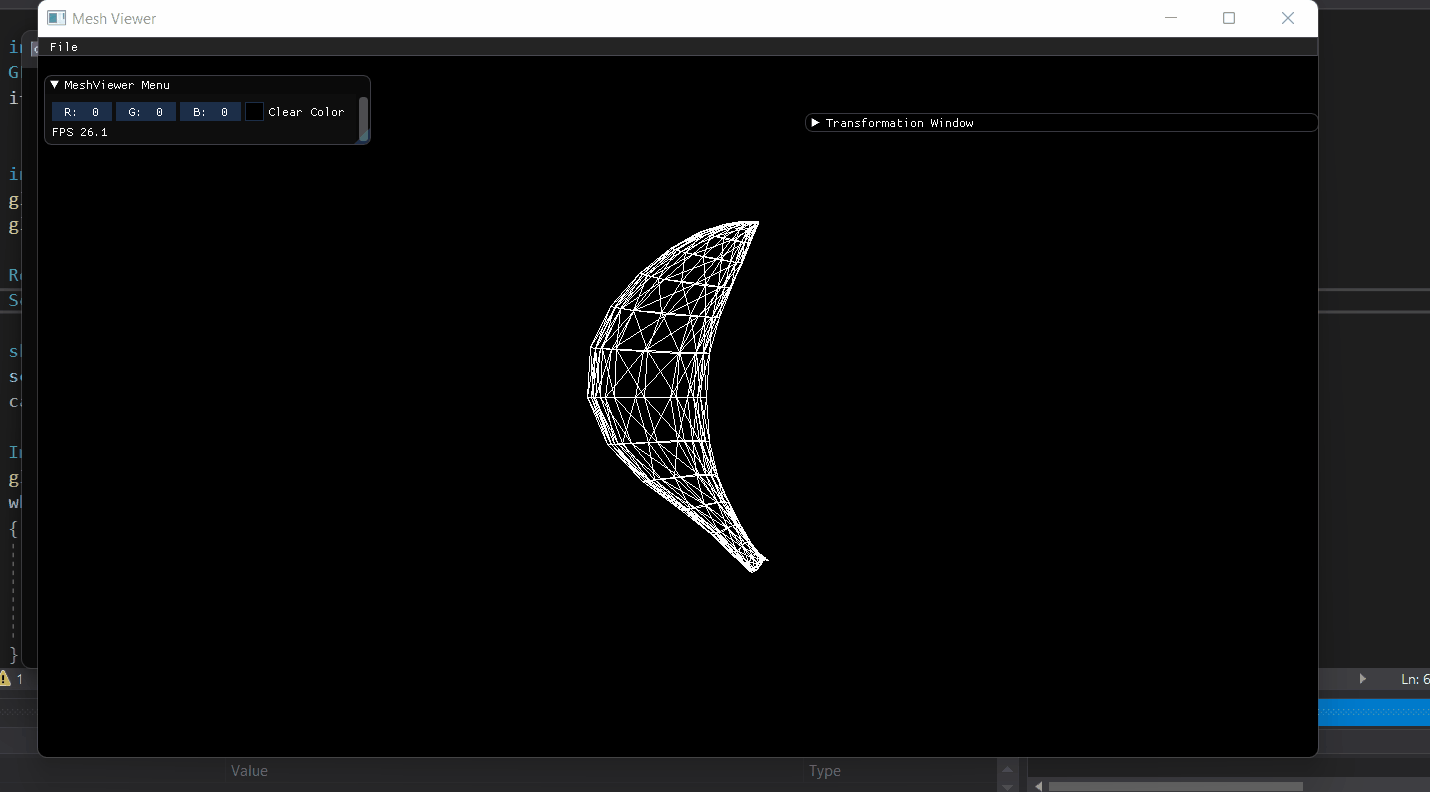 Mesh Viewer
File
MeshViewer Menu
R: 0 G: 0 B: 0 Clear Color
FPS 26.1
Transformation Window
{
}
1
Ln: 6
Value Type